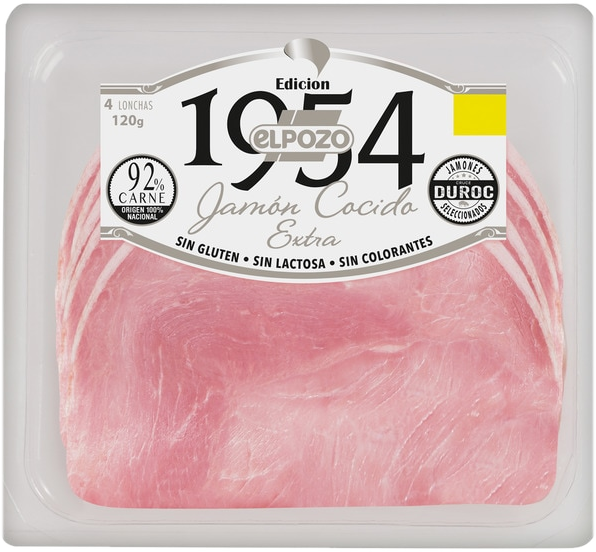 Edicion
1954
ELPOZO
4 LONCHAS
120g
Jamón Cocido
Extra
92%
CARNE
ORIGEN 100%
NACIONAL
JAMONES
CRUCE
DUROC
SELECCIONADOS
SIN GLUTEN • SIN LACTOSA • SIN COLORANTES